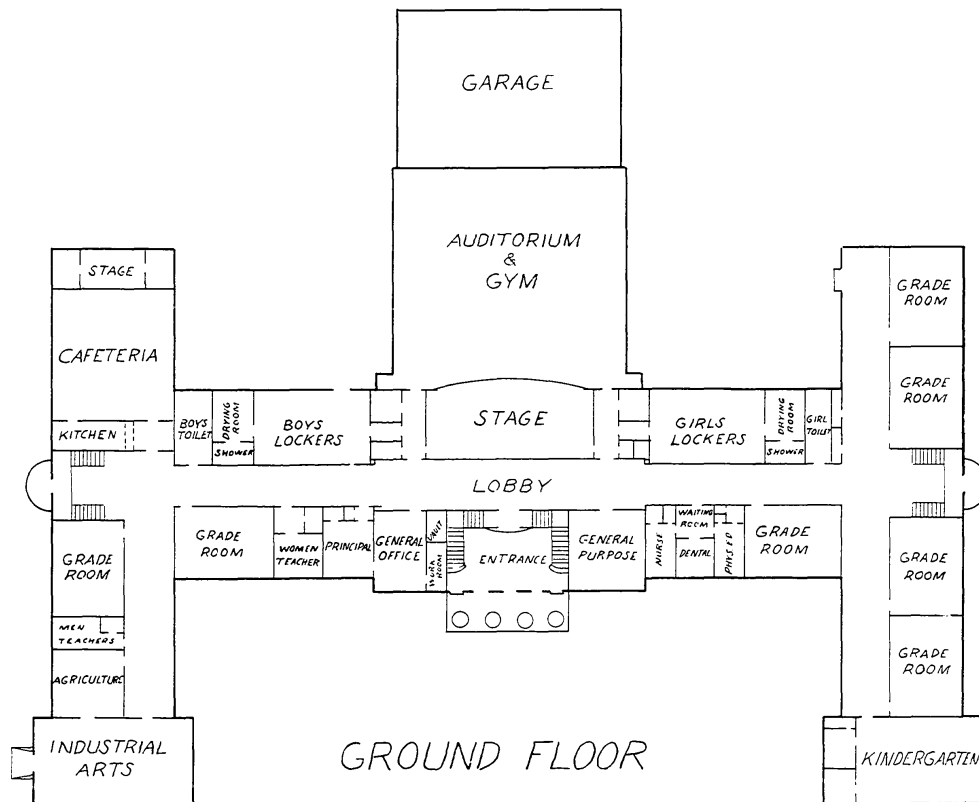 GARAGE
AUDITORIUM
&
GYM
STAGE
CAFETERIA
KITCHEN
BOYS
TOILET
DRYING
ROOM
SHOWER
BOYS
LOCKERS
STAGE
GIRLS
LOCKERS
DRYING
ROOM
SHOWER
GIRL
TOILET
GRADE
ROOM
GRADE
ROOM
LOBBY
GRADE
ROOM
MEN
TEACHERS
AGRICULTURE
INDUSTRIAL
ARTS
GRADE
ROOM
WOMEN
TEACHER
PRINCIPAL
GENERAL
OFFICE
VAULT
WORK
ROOM
ENTRANCE
GENERAL
PURPOSE
NURSE
WAITING
ROOM
DENTAL
PHYS. ED
GRADE
ROOM
GRADE
ROOM
GRADE
ROOM
KINDERGARTEN
GROUND FLOOR